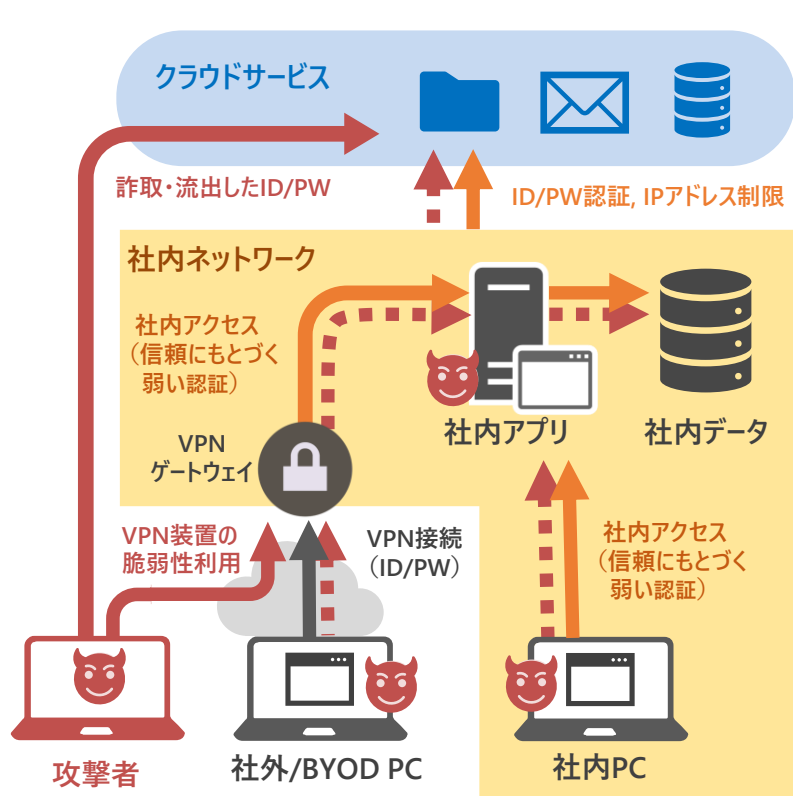 クラウドサービス
詐取・流出したID/PW
ID/PW認証, IPアドレス制限
社内ネットワーク
社内アクセス
（信頼にもとづく
弱い認証）
社内アプリ
社内データ
VPN
ゲートウェイ
VPN装置の
脆弱性利用
VPN接続
（ID/PW）
社内アクセス
（信頼にもとづく
弱い認証）
攻撃者
社外/BYOD PC
社内PC